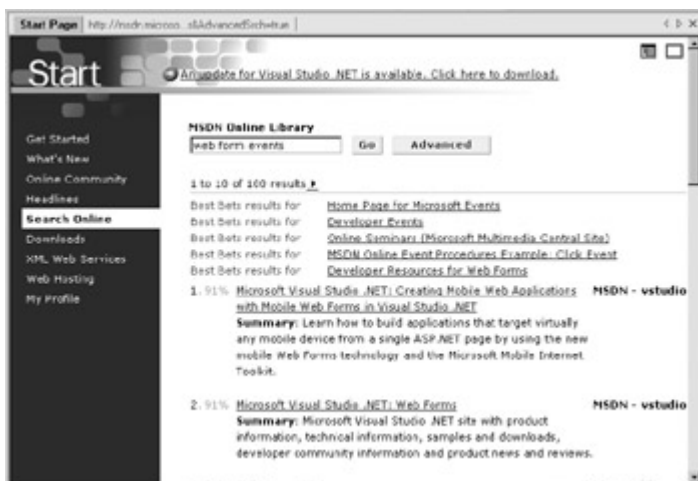 Start Page http://msdn.microso...s&AdvancedSrch=true
Start
An update for Visual Studio .NET is available. Click here to download.
Get Started
What's New
Online Community
Headlines
Search Online
Downloads
XML Web Services
Web Hosting
My Profile
MSDN Online Library
web form events Go Advanced
1 to 10 of 100 results
Best Bets results for Home Page for Microsoft Events
Best Bets results for Developer Events
Best Bets results for Online Seminars (Microsoft Multimedia Central Site)
Best Bets results for MSDN Online Event Procedures Example: Click Event
Best Bets results for Developer Resources for Web Forms
1. 91% Microsoft Visual Studio .NET: Creating Mobile Web Applications MSDN - vstudio
with Mobile Web Forms in Visual Studio .NET
Summary: Learn how to build applications that target virtually
any mobile device from a single ASP.NET page by using the new
mobile Web Forms technology and the Microsoft Mobile Internet
Toolkit.
2. 91% Microsoft Visual Studio .NET: Web Forms MSDN - vstudio
Summary: Microsoft Visual Studio .NET site with product
information, technical information, samples and downloads,
developer community information and product news and reviews.